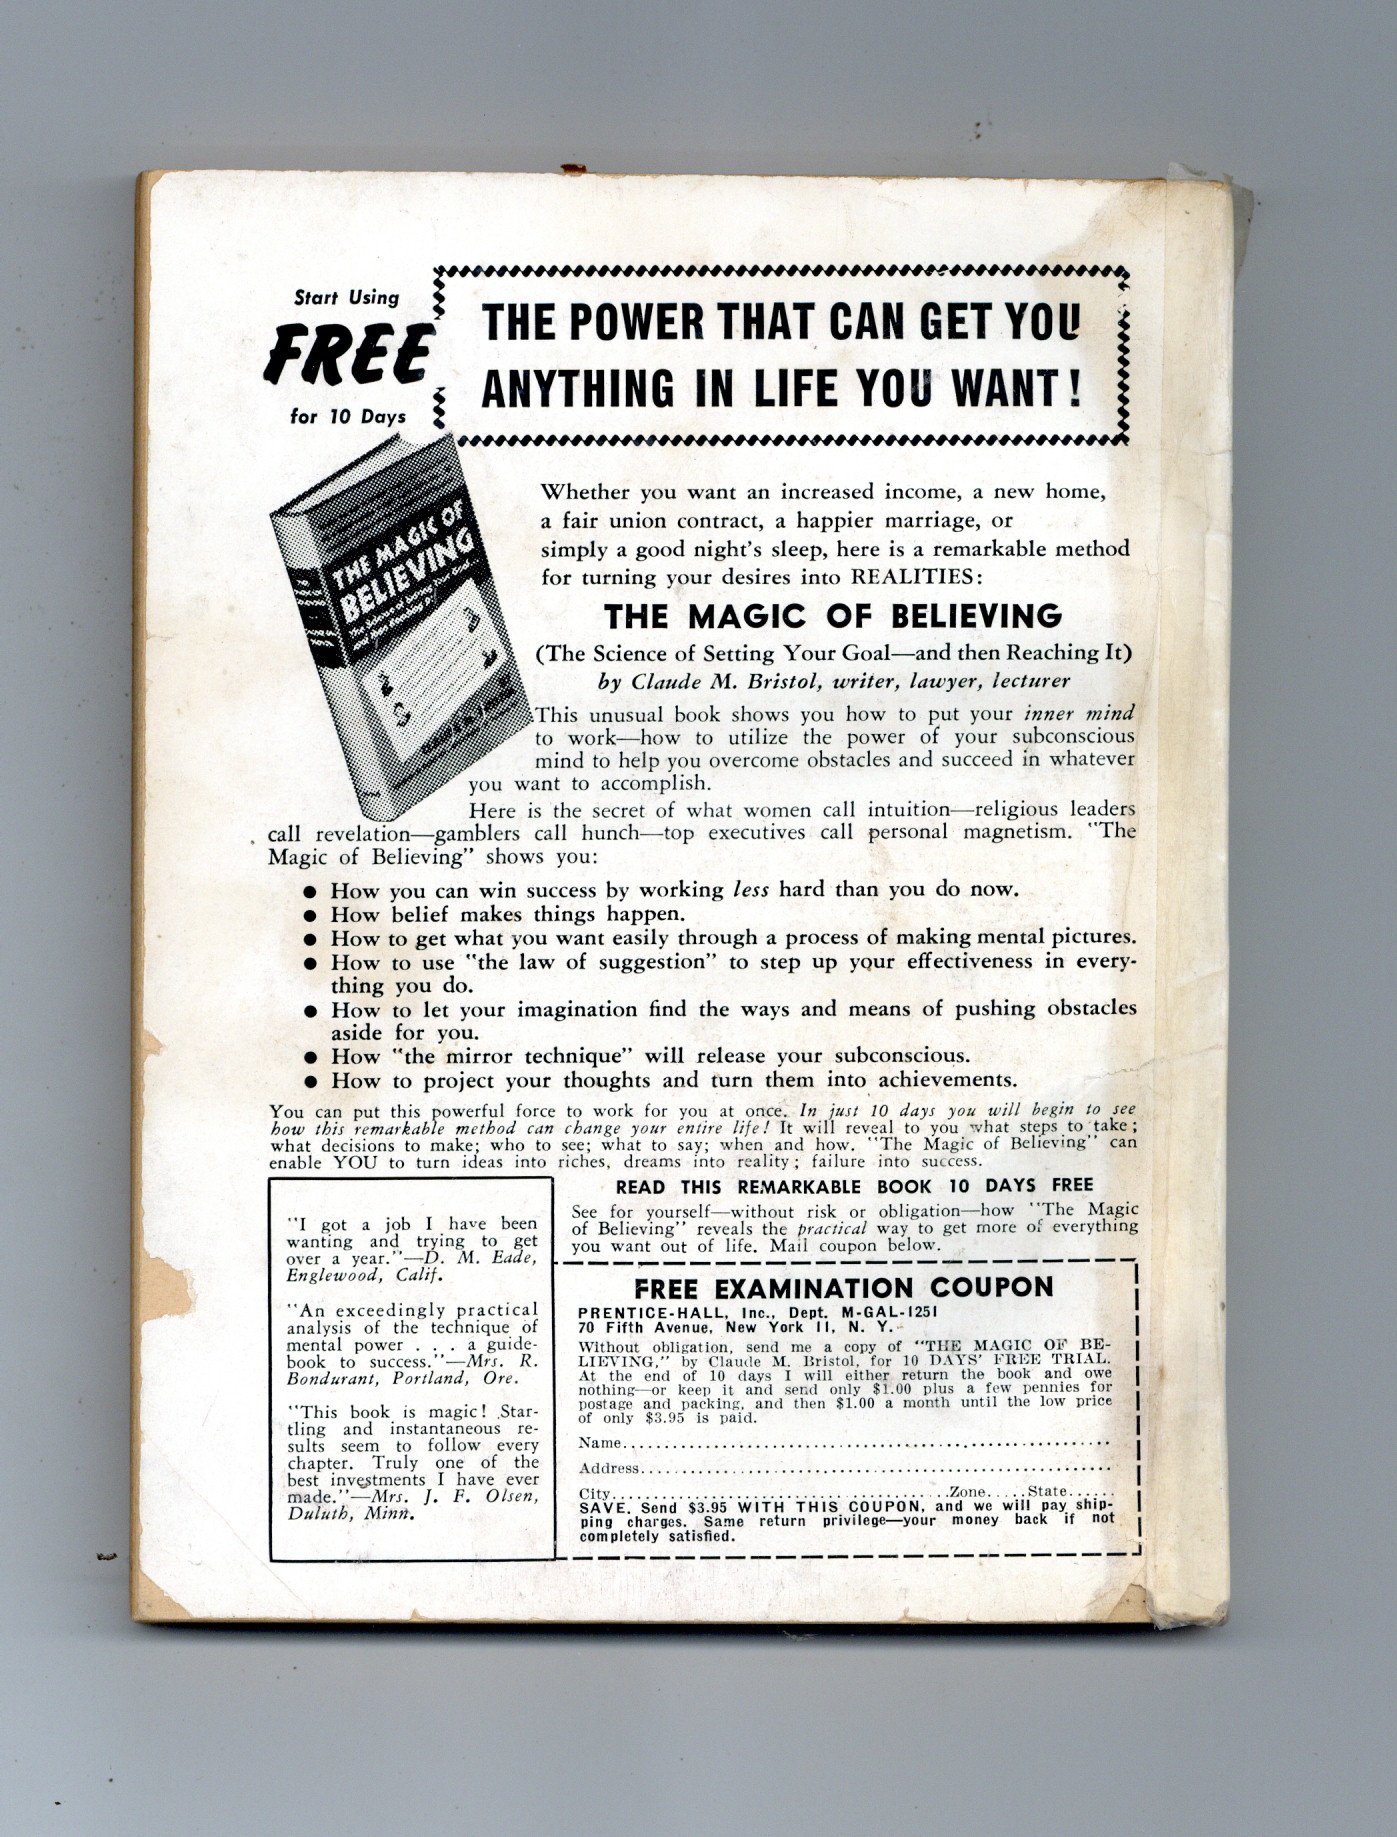 Start Using
FREE
for 10 Days
THE POWER THAT CAN GET YOU
ANYTHING IN LIFE YOU WANT!
THE MAGIC OF
BELIEVING
Whether you want an increased income, a new home,
a fair union contract, a happier marriage, or
simply a good night's sleep, here is a remarkable method
for turning your desires into REALITIES:
THE MAGIC OF BELIEVING
(The Science of Setting Your Goal—and then Reaching It)
by Claude M. Bristol, writer, lawyer, lecturer
This unusual book shows you how to put your inner mind
to work—how to utilize the power of your subconscious
mind to help you overcome obstacles and succeed in whatever
you want to accomplish.
Here is the secret of what women call intuition—religious leaders
call revelation—gamblers call hunch—top executives call personal magnetism. "The
Magic of Believing" shows you:
● How you can win success by working less hard than you do now.
● How belief makes things happen.
● How to get what you want easily through a process of making mental pictures.
● How to use "the law of suggestion" to step up your effectiveness in every-
thing you do.
● How to let your imagination find the ways and means of pushing obstacles
aside for you.
● How "the mirror technique" will release your subconscious.
● How to project your thoughts and turn them into achievements.
You can put this powerful force to work for you at once. In just 10 days you will begin to see
how this remarkable method can change your entire life! It will reveal to you what steps to take;
what decisions to make; who to see; what to say; when and how. "The Magic of Believing" can
enable YOU to turn ideas into riches, dreams into reality; failure into success.
"I got a job I have been
wanting and trying to get
over a year."—D. M. Eade,
Englewood, Calif.
"An exceedingly practical
analysis of the technique of
mental power . . . a guide-
book to success."—Mrs. R.
Bondurant, Portland, Ore.
"This book is magic! Star-
tling and instantaneous re-
sults seem to follow every
chapter. Truly one of the
best investments I have ever
made."—Mrs. J. F. Olsen,
Duluth, Minn.
READ THIS REMARKABLE BOOK 10 DAYS FREE
See for yourself—without risk or obligation—how "The Magic
of Believing" reveals the practical way to get more of everything
you want out of life. Mail coupon below.
FREE EXAMINATION COUPON
PRENTICE-HALL, Inc., Dept. M-GAL-1251
70 Fifth Avenue, New York 11, N. Y.
Without obligation, send me a copy of "THE MAGIC OF BE-
LIEVING," by Claude M. Bristol, for 10 DAYS' FREE TRIAL.
At the end of 10 days I will either return the book and owe
nothing—or keep it and send only $1.00 plus a few pennies for
postage and packing, and then $1.00 a month until the low price
of only $3.95 is paid.
Name.......................................................
Address.....................................................
City........................................Zone.....State......
SAVE. Send $3.95 WITH THIS COUPON, and we will pay ship-
ping charges. Same return privilege—your money back if not
completely satisfied.